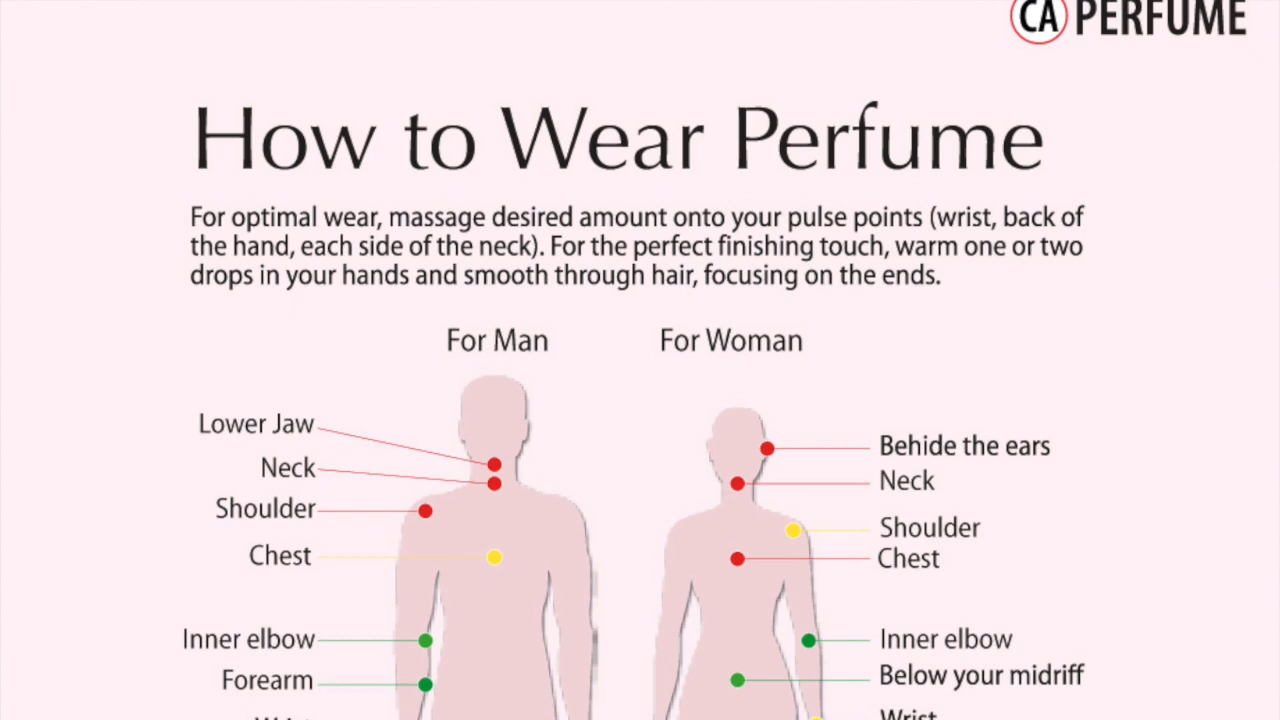 CA PERFUME
How to Wear Perfume
For optimal wear, massage desired amount onto your pulse points (wrist, back of
the hand, each side of the neck). For the perfect finishing touch, warm one or two
drops in your hands and smooth through hair, focusing on the ends.
For Man
For Woman
Lower Jaw
Neck
Shoulder
Chest
Inner elbow
Forearm
Wrist
Behide the ears
Neck
Shoulder
Chest
Inner elbow
Below your midriff
Wrist